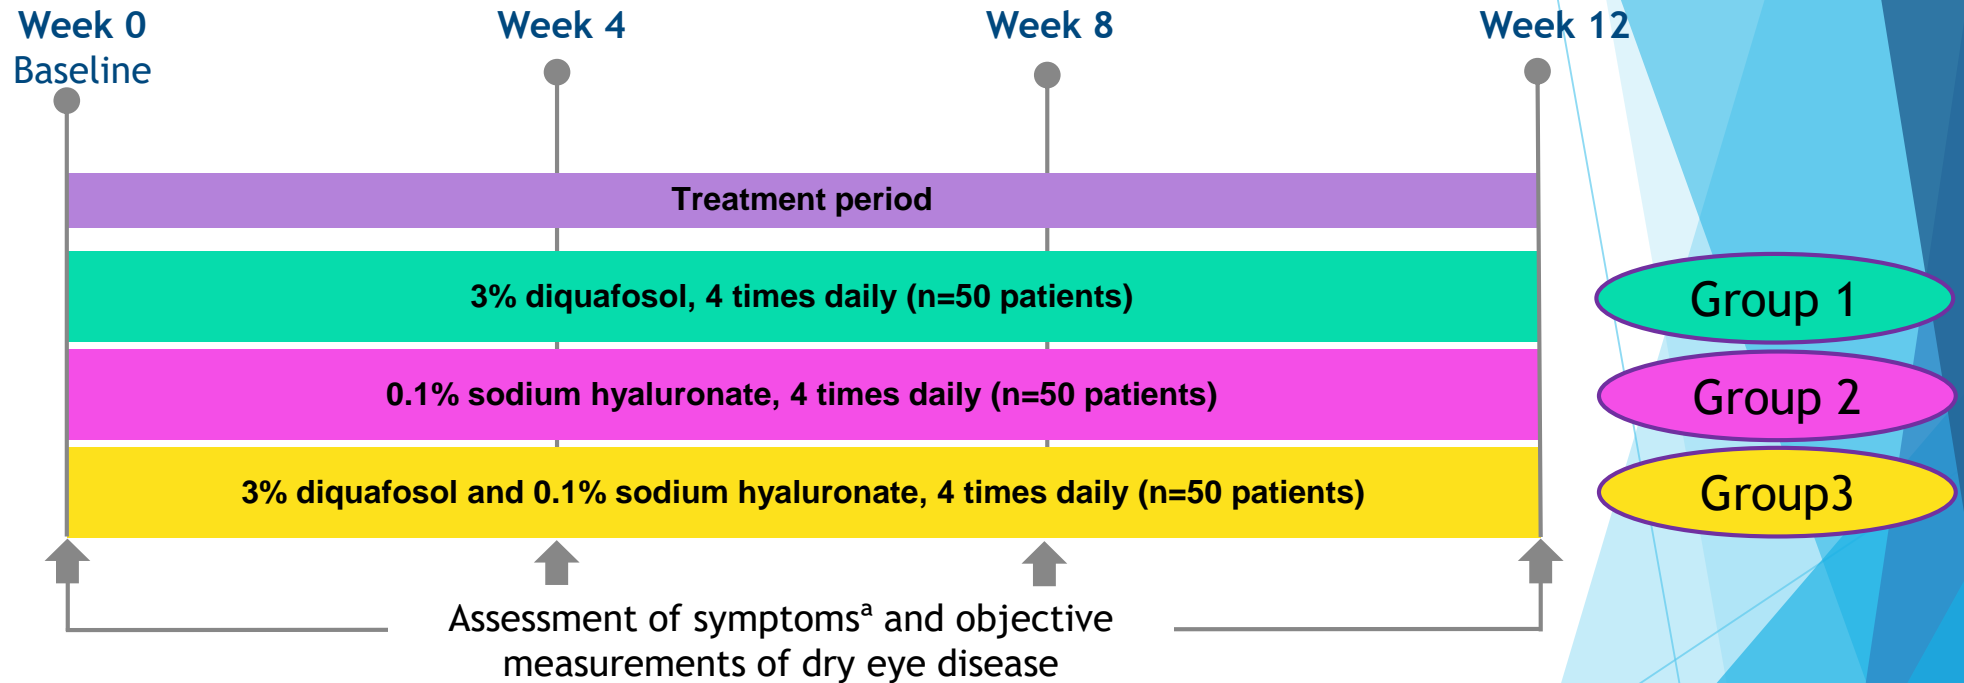 Week 0
Baseline
Week 4
Week 8
Week 12
Treatment period
3% diquafosol, 4 times daily (n=50 patients)
Group 1
0.1% sodium hyaluronate, 4 times daily (n=50 patients)
Group 2
3% diquafosol and 0.1% sodium hyaluronate, 4 times daily (n=50 patients)
Group3
Assessment of symptomsᵃ and objective
measurements of dry eye disease